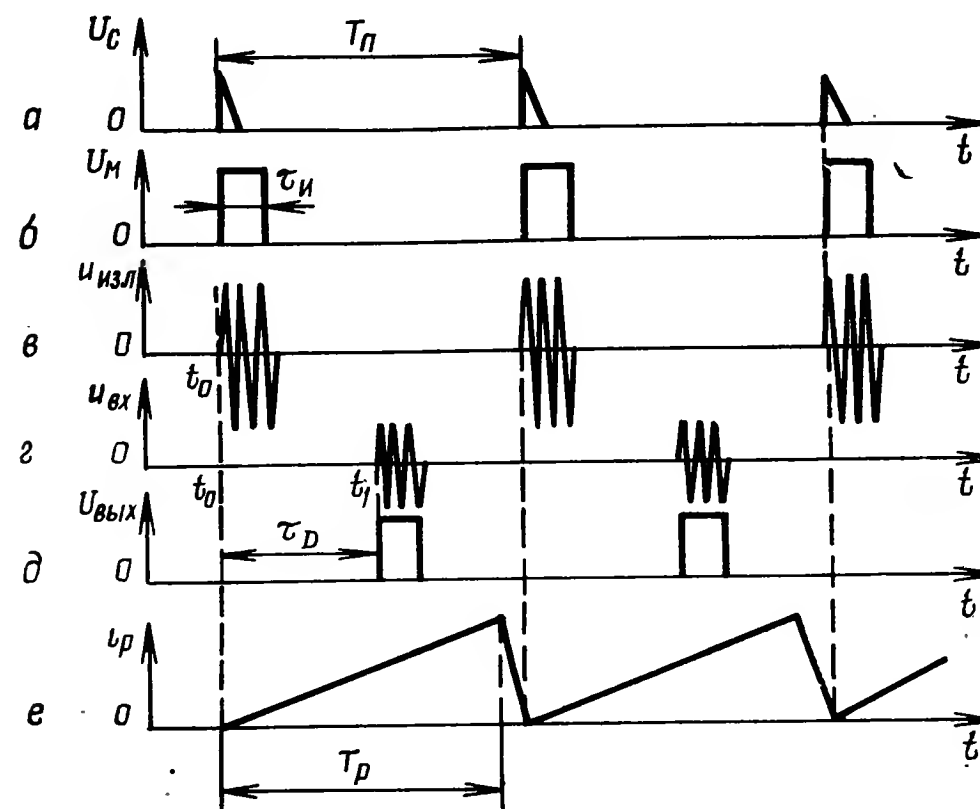 U_C T_П
а 0 t
U_М τ_И
б 0 t
u_изл
в 0 t
t_0
u_вх
г 0 t
t_0 t_1
U_вых τ_D
д 0 t
i_р
е 0 t
T_р